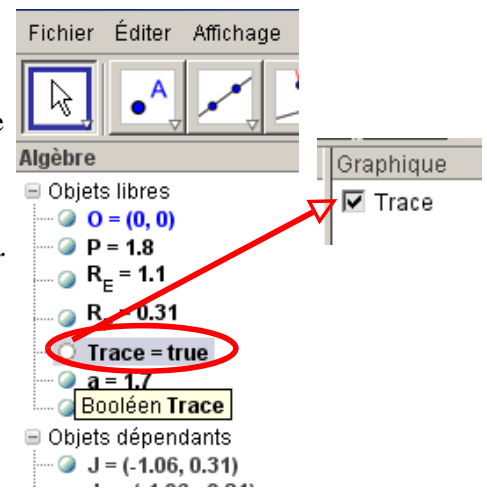 Fichier Éditer Affichage
A
e
Algèbre
Graphique
Trace
Objets libres
O = (0, 0)
P = 1.8
r
R_E = 1.1
= 0.31
Trace = true
a = 1.7
Booléen Trace
Objets dépendants
J = (-1.06, 0.31)